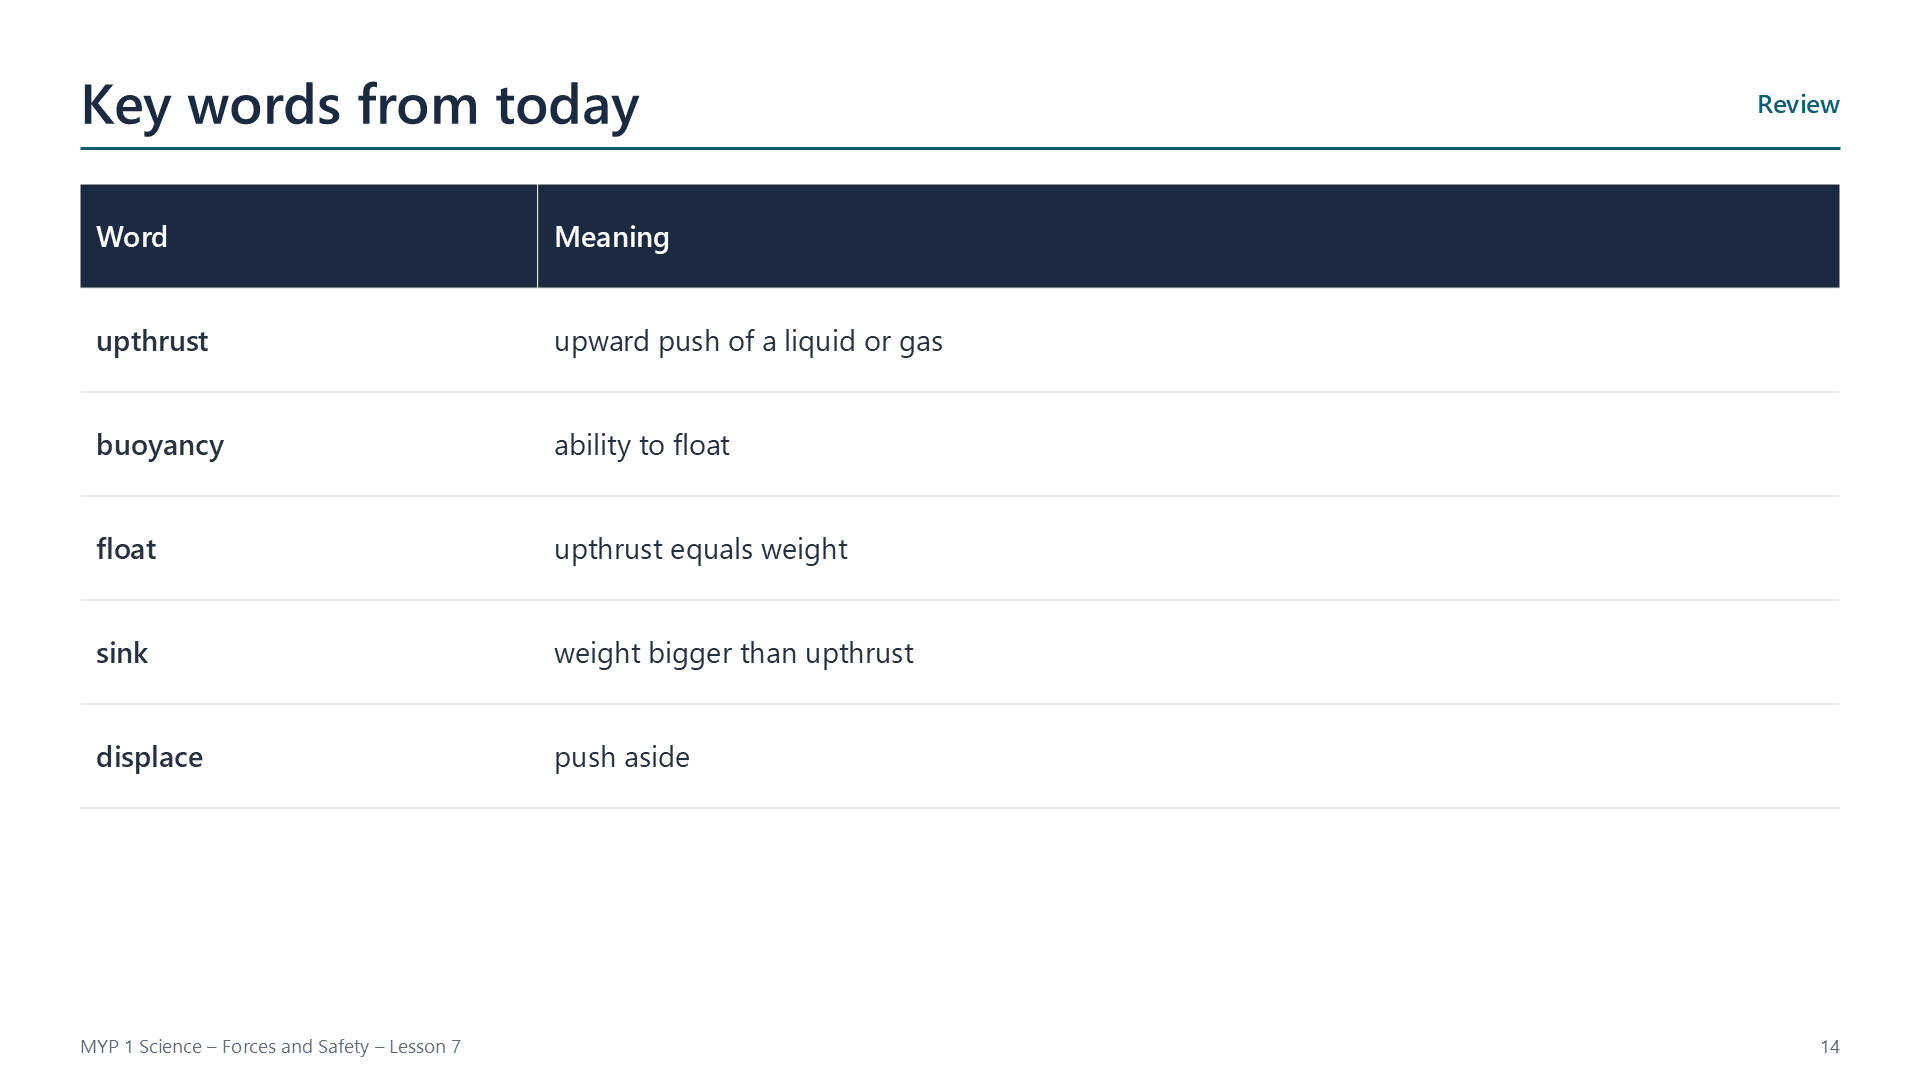 Key words from today
Review
Word Meaning
upthrust upward push of a liquid or gas
buoyancy ability to float
float upthrust equals weight
sink weight bigger than upthrust
displace push aside
MYP 1 Science – Forces and Safety – Lesson 7
14